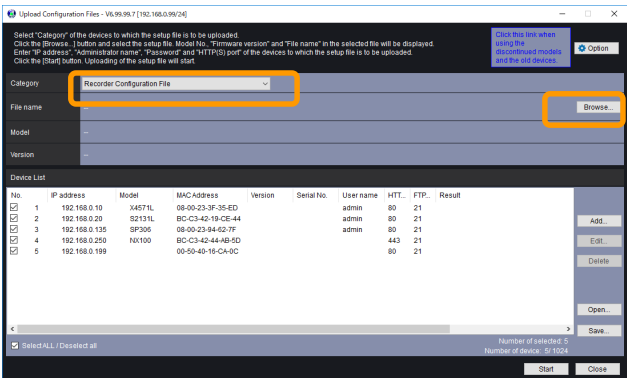 Upload Configuration Files - V6.99.99.7 [192.168.0.99/24]
Select "Category" of the devices to which the setup file is to be uploaded.
Click the [Browse...] button and select the setup file. Model No., "Firmware version" and "File name" in the selected file will be displayed.
Enter "IP address", "Administrator name", "Password" and "HTTP(S) port" of the devices to which the setup file is to be uploaded.
Click the [Start] button. Uploading of the setup file will start.
Click this link when
using the
discontinued models
and the old devices.
Option
Category Recorder Configuration File
File name -- Browse...
Model --
Version --
Device List
No. IP address Model MAC Address Version Serial No. User name HTT... FTP... Result
1 192.168.0.10 X4571L 08-00-23-3F-35-ED admin 80 21
2 192.168.0.20 S2131L BC-C3-42-19-CE-44 admin 80 21
3 192.168.0.135 SP306 08-00-23-94-62-7F admin 80 21
4 192.168.0.250 NX100 BC-C3-42-44-AB-5D 443 21
5 192.168.0.199 00-50-40-16-CA-0C 80 21
Add...
Edit...
Delete
Open...
Save...
Select ALL / Deselect all
Number of selected: 5
Number of device: 5/ 1024
Start Close